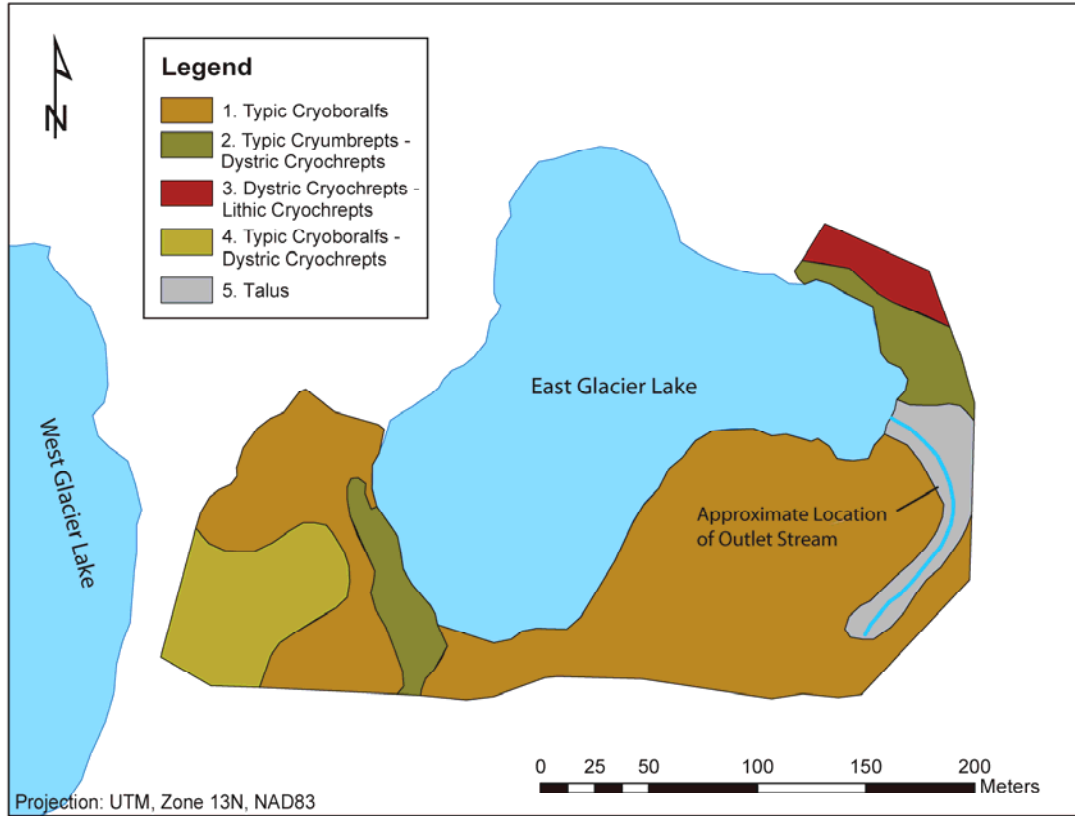 N
Legend
1. Typic Cryoboralfs
2. Typic Cryumbrepts -
Dystric Cryochrepts
3. Dystric Cryochrepts -
Lithic Cryochrepts
4. Typic Cryoboralfs -
Dystric Cryochrepts
5. Talus
East Glacier Lake
West Glacier Lake
Approximate Location
of Outlet Stream
0 25 50 100 150 200
Meters
Projection: UTM, Zone 13N, NAD83